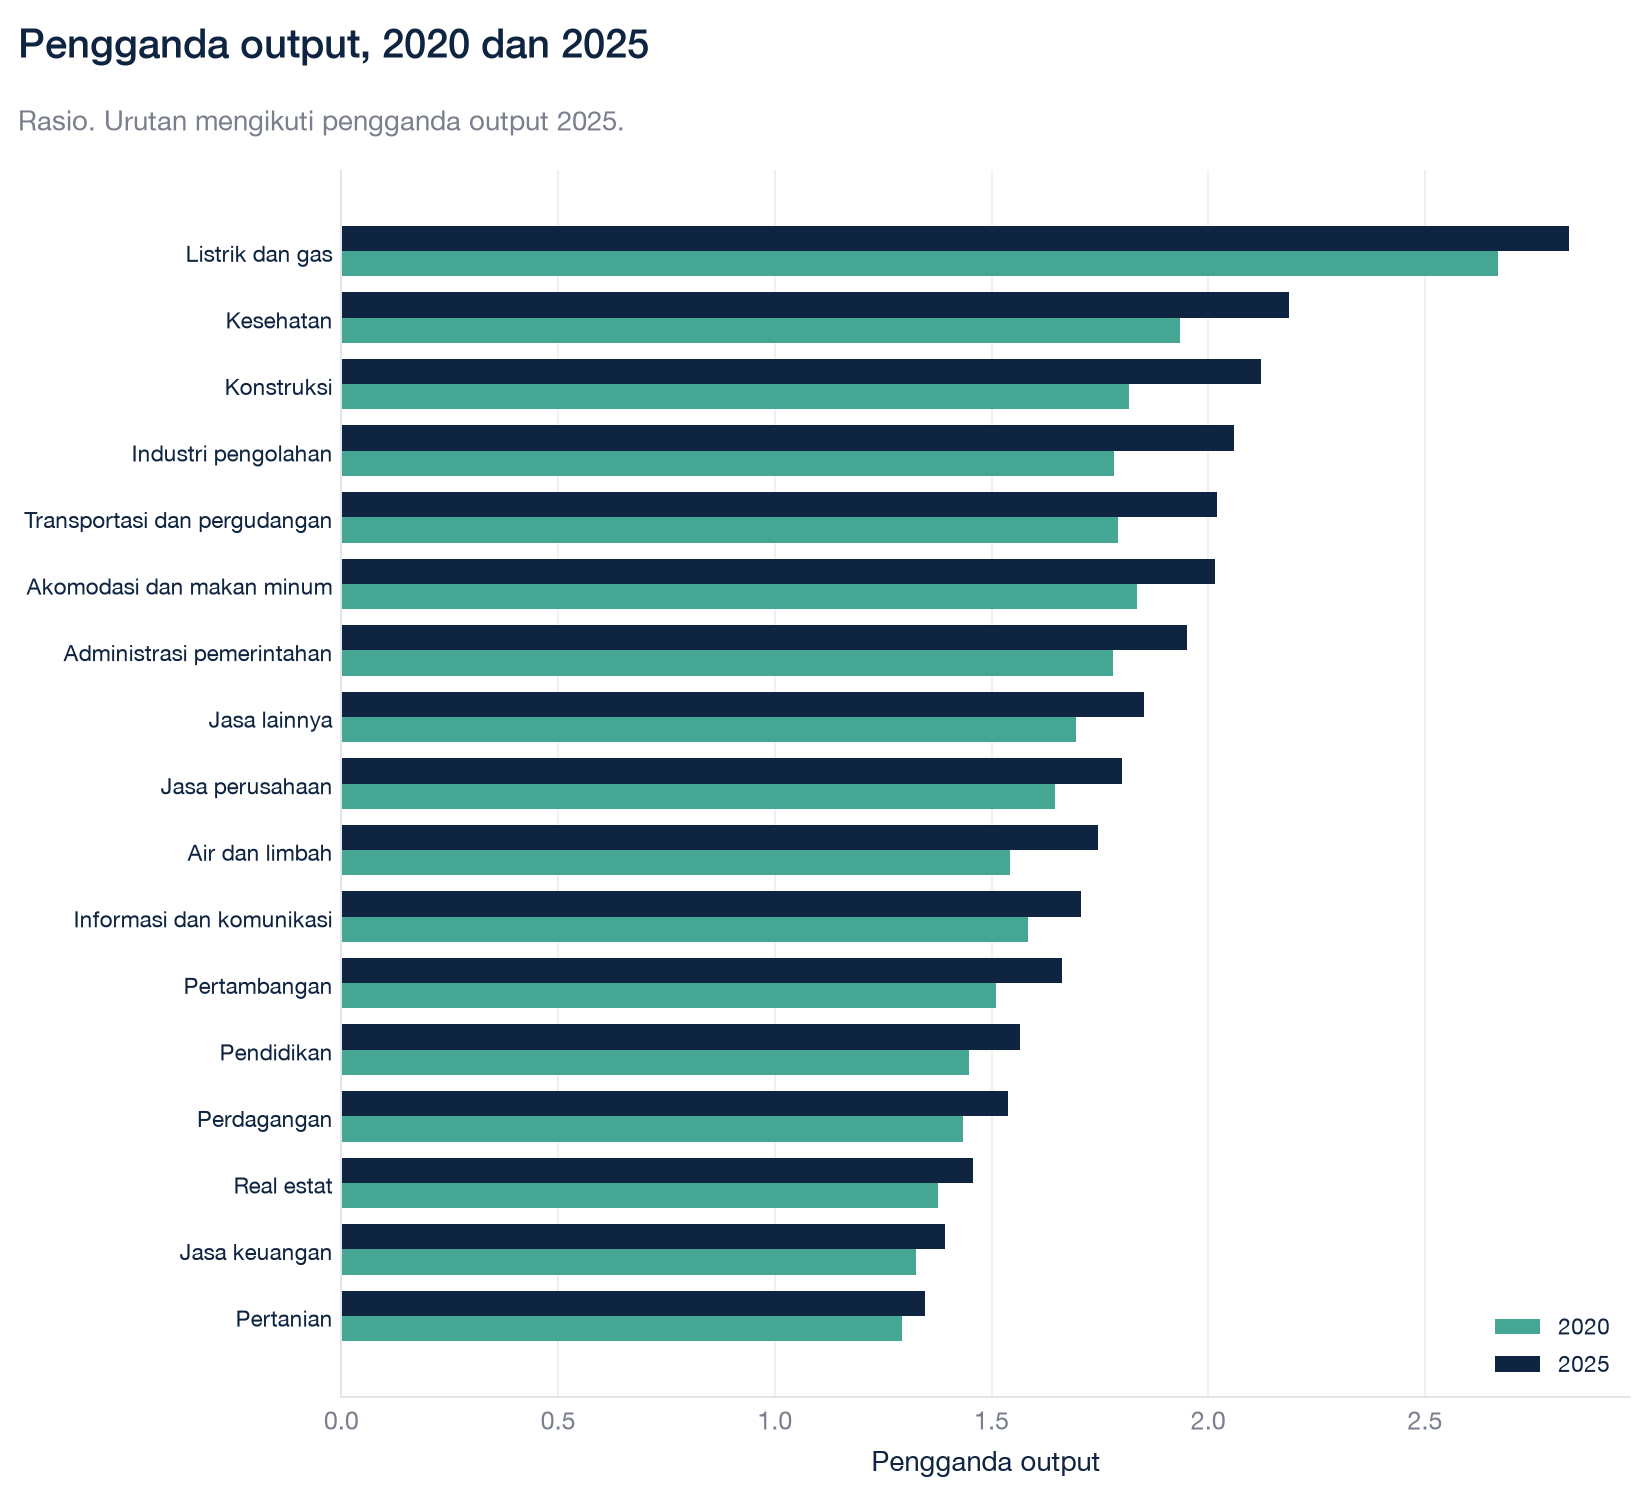 Pengganda output, 2020 dan 2025
Rasio. Urutan mengikuti pengganda output 2025.
Listrik dan gas
Kesehatan
Konstruksi
Industri pengolahan
Transportasi dan pergudangan
Akomodasi dan makan minum
Administrasi pemerintahan
Jasa lainnya
Jasa perusahaan
Air dan limbah
Informasi dan komunikasi
Pertambangan
Pendidikan
Perdagangan
Real estat
Jasa keuangan
Pertanian
2020
2025
0.0 0.5 1.0 1.5 2.0 2.5
Pengganda output